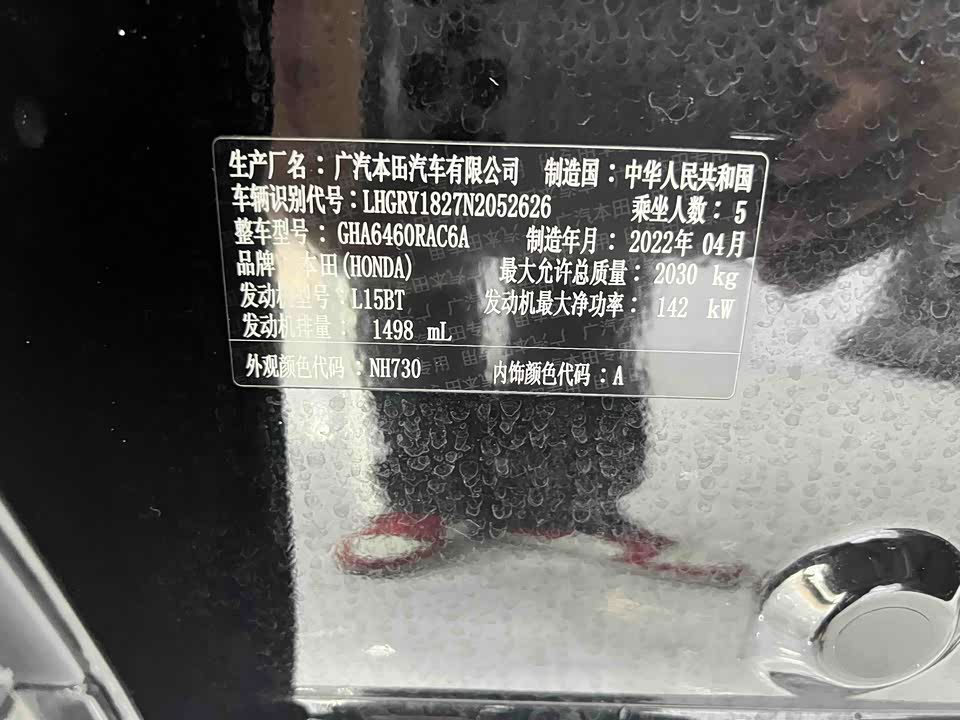 生产厂名：广汽本田汽车有限公司 制造国：中华人民共和国
车辆识别代号：LHGRY1827N2052626 乘坐人数：5
整车型号：GHA6460RAC6A 制造年月：2022年 04月
品牌 本田(HONDA) 最大允许总质量：2030 kg
发动机型号：L15BT 发动机最大净功率：142 kW
发动机排量：1498 mL
外观颜色代码：NH730 内饰颜色代码：A